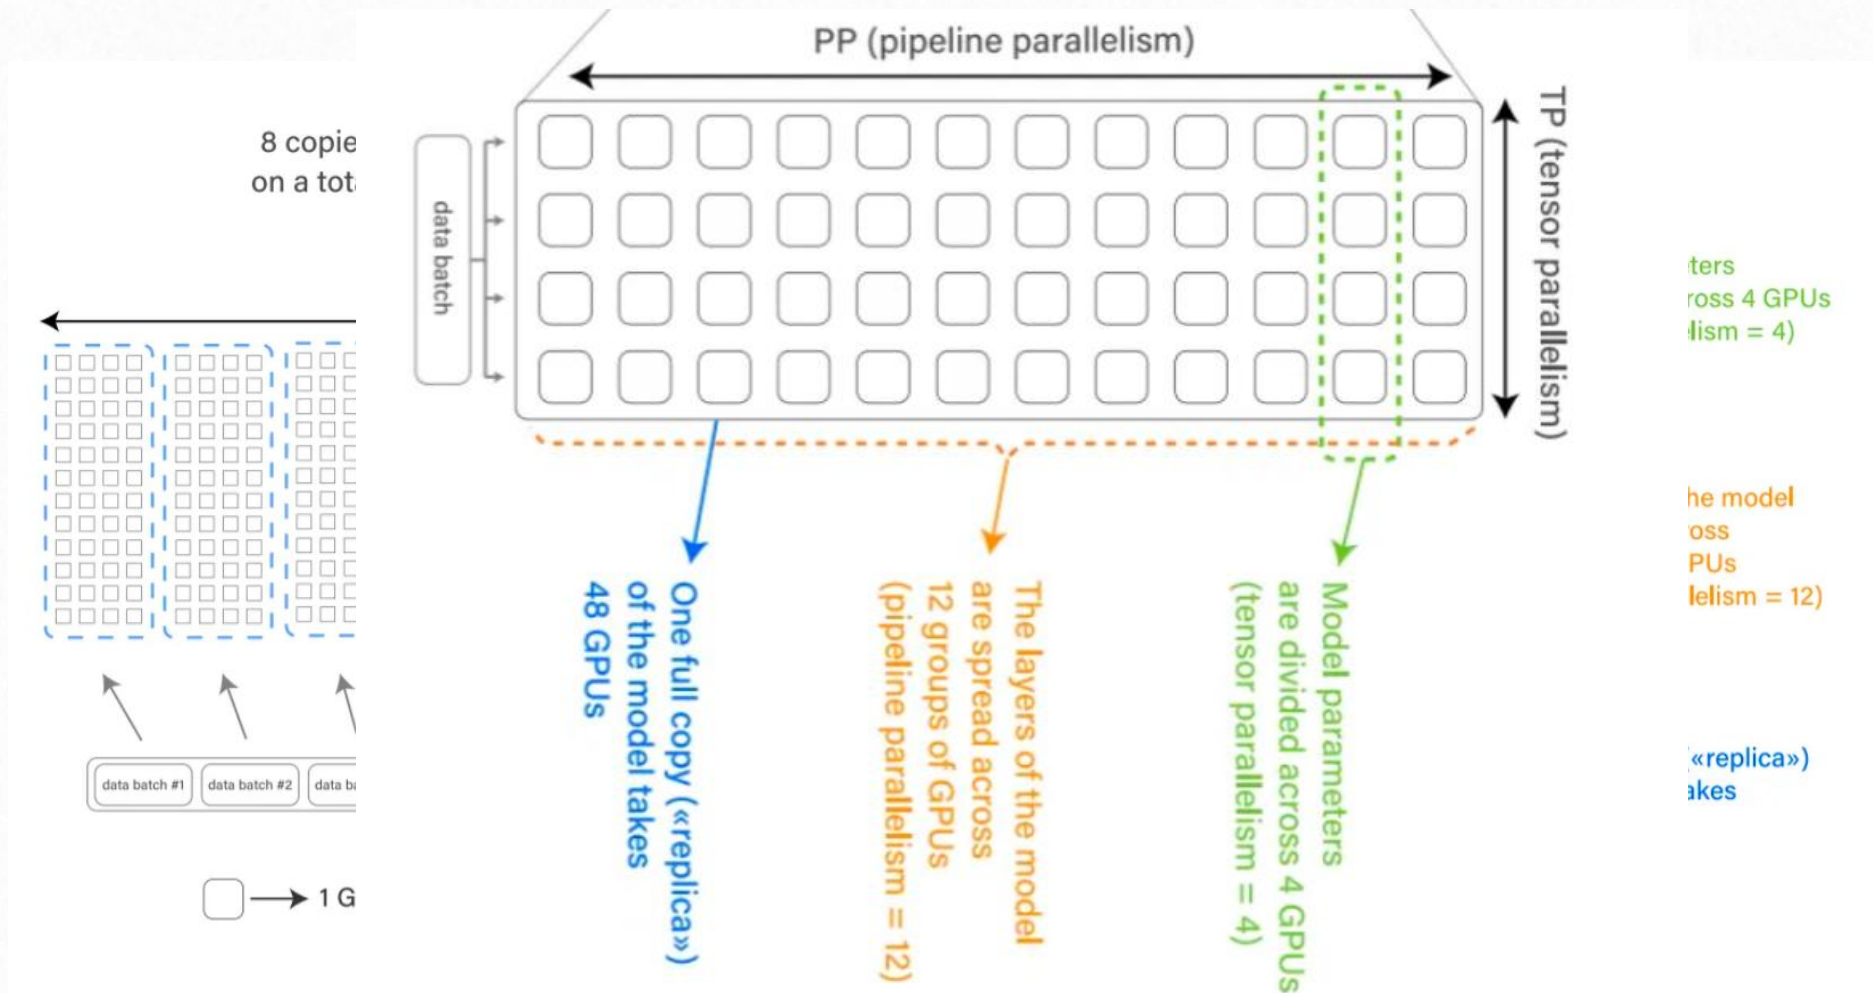 8 copie
on a tot
data batch #1
data batch #2
data ba
1 G
PP (pipeline parallelism)
TP (tensor parallelism)
data batch
One full copy («replica»)
of the model takes
48 GPUs
The layers of the model
are spread across
12 groups of GPUs
(pipeline parallelism = 12)
Model parameters
are divided across 4 GPUs
(tensor parallelism = 4)
ters
ross 4 GPUs
lism = 4)
he model
oss
PUs
lelism = 12)
(«replica»)
akes